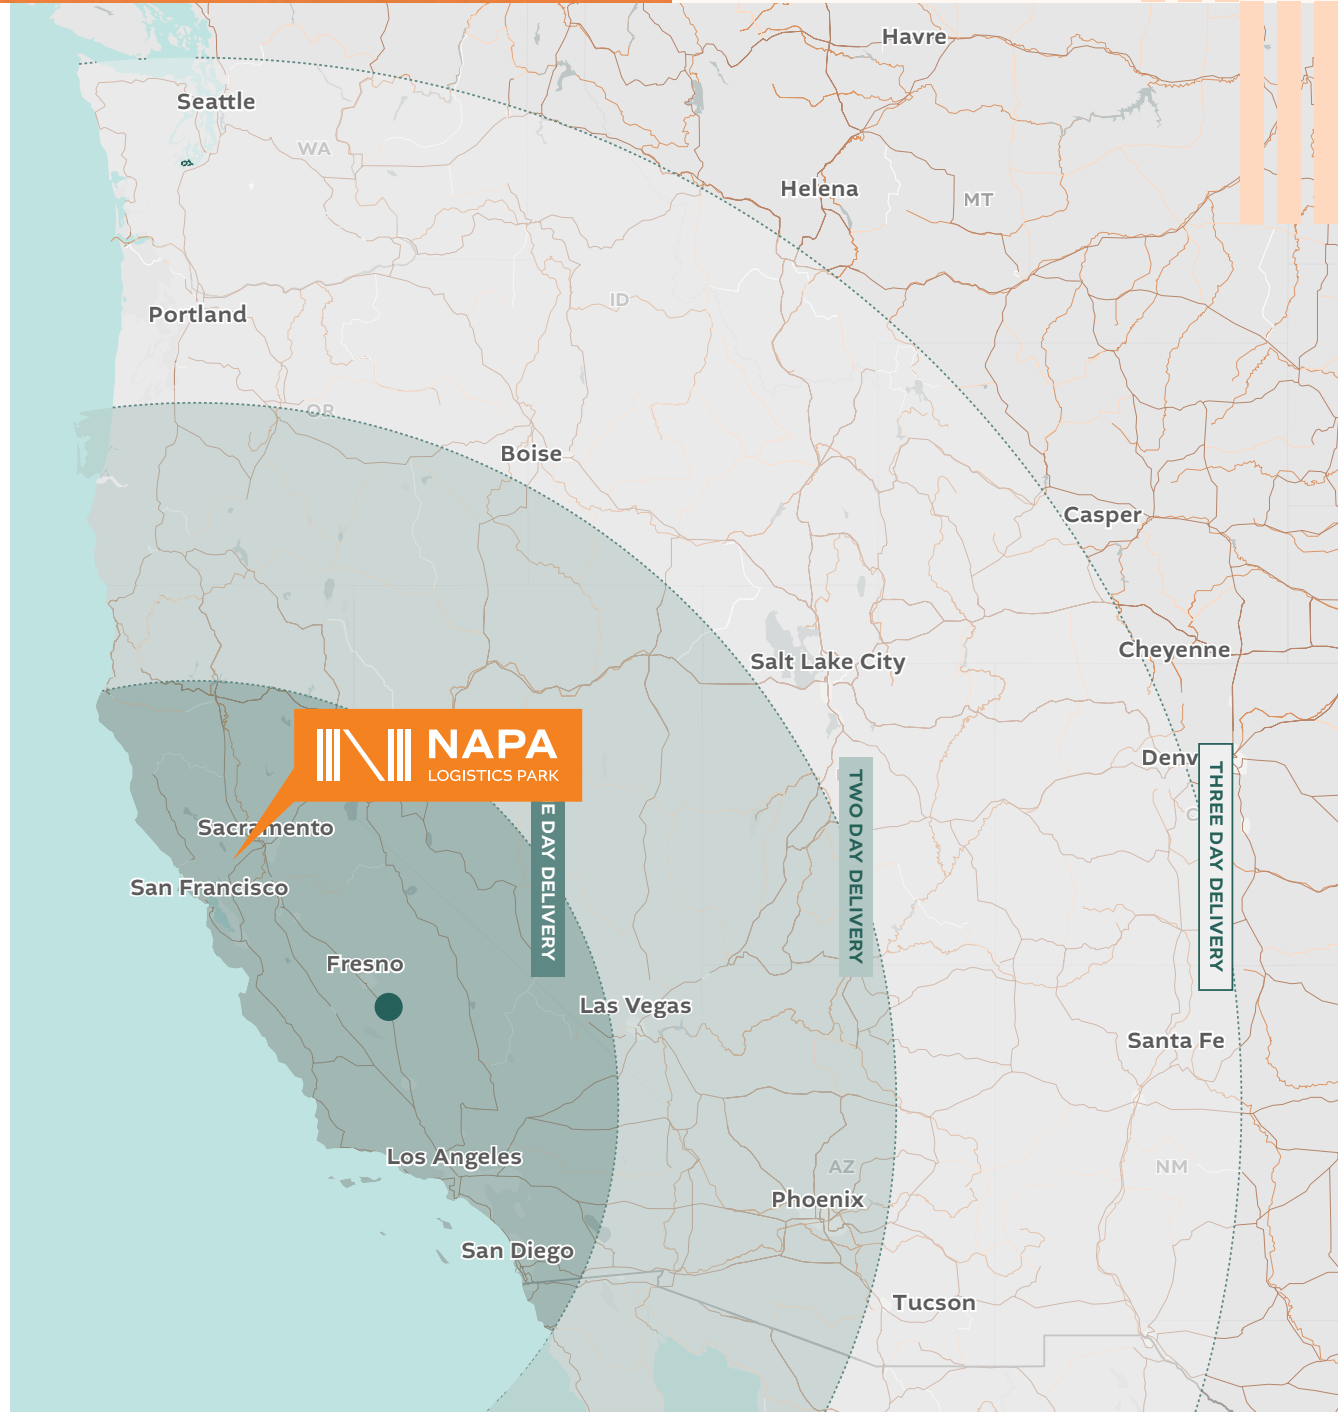 Havre
Seattle
WA
Helena
MT
ID
Portland
OR
Boise
Casper
Cheyenne
Salt Lake City
NAPA
LOGISTICS PARK
Denv
Sacramento
San Francisco
E DAY DELIVERY
TWO DAY DELIVERY
THREE DAY DELIVERY
Fresno
Las Vegas
Santa Fe
Los Angeles
AZ
NM
Phoenix
San Diego
Tucson